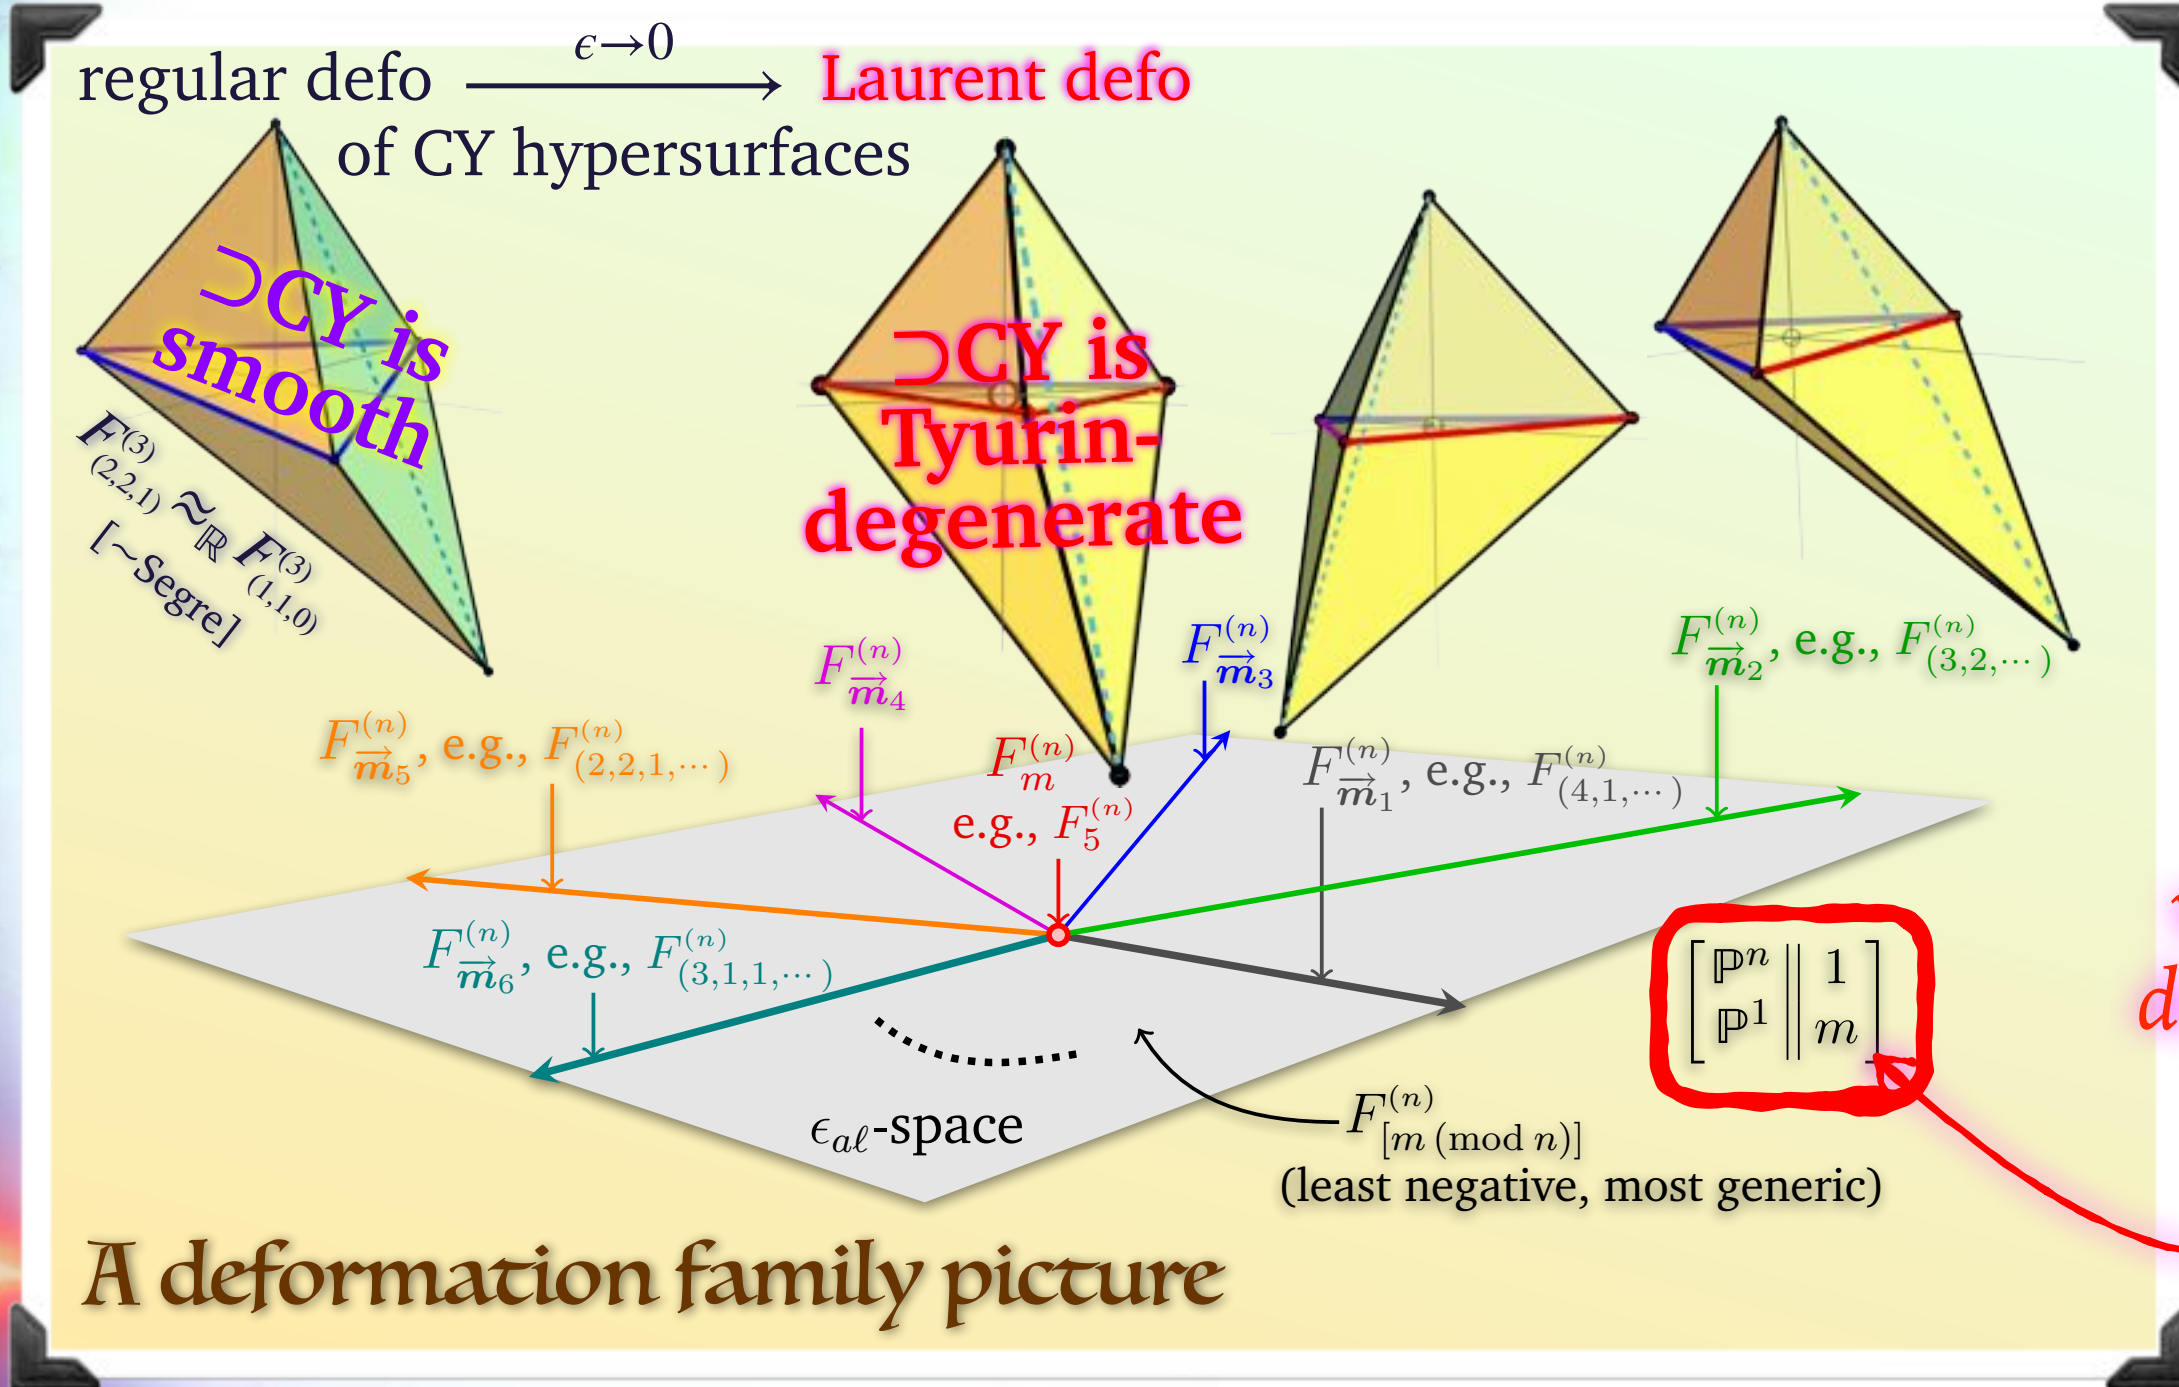 regular defo
ϵ→0
Laurent defo
of CY hypersurfaces
⊃CY is
smooth
F^{(3)}_{(2,2,1)} ≈_ℝ F^{(3)}_{(1,1,0)}
[∼Segre]
⊃CY is
Tyurin-
degenerate
F^{(n)}_{\vec{m}_4}
F^{(n)}_{\vec{m}_3}
F^{(n)}_{\vec{m}_2}, e.g., F^{(n)}_{(3,2,⋯)}
F^{(n)}_{\vec{m}_5}, e.g., F^{(n)}_{(2,2,1,⋯)}
F^{(n)}_m
e.g., F^{(n)}_5
F^{(n)}_{\vec{m}_1}, e.g., F^{(n)}_{(4,1,⋯)}
F^{(n)}_{\vec{m}_6}, e.g., F^{(n)}_{(3,1,1,⋯)}
[ℙ^n || 1
ℙ^1 || m]
ϵ_{aℓ}-space
F^{(n)}_{[m (mod n)]}
(least negative, most generic)
A deformation family picture